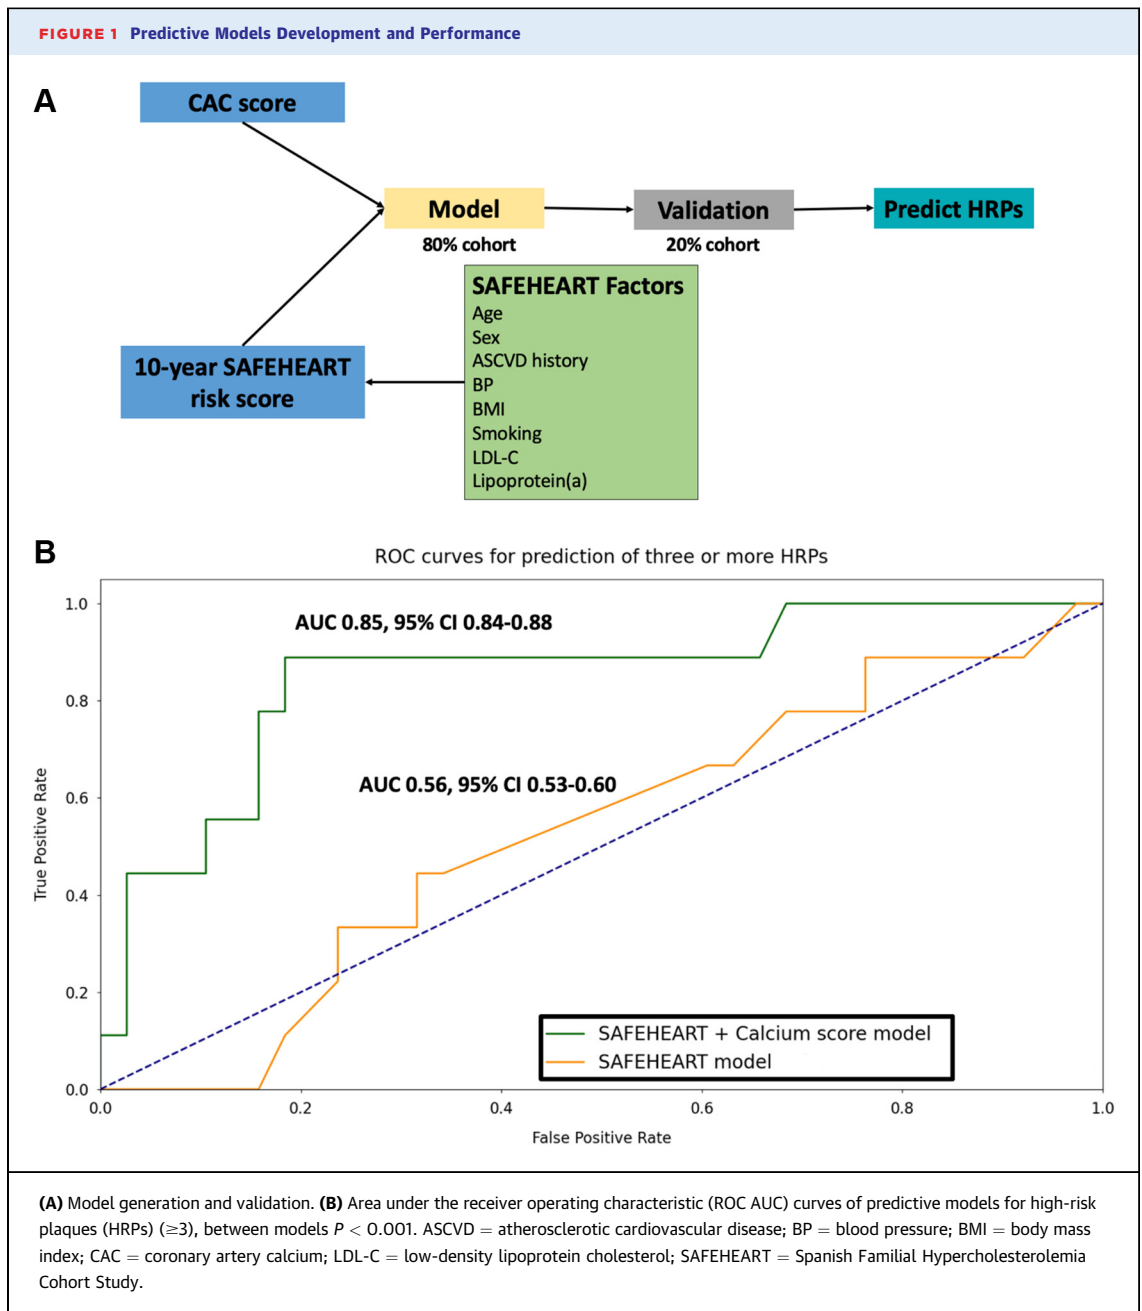 FIGURE 1 Predictive Models Development and Performance
A
CAC score
Model
80% cohort
Validation
20% cohort
Predict HRPs
SAFEHEART Factors
Age
Sex
ASCVD history
BP
BMI
Smoking
LDL-C
Lipoprotein(a)
10-year SAFEHEART
risk score
B
ROC curves for prediction of three or more HRPs
AUC 0.85, 95% CI 0.84-0.88
AUC 0.56, 95% CI 0.53-0.60
True Positive Rate
1.0
0.8
0.6
0.4
0.2
0.0
SAFEHEART + Calcium score model
SAFEHEART model
0.0 0.2 0.4 0.6 0.8 1.0
False Positive Rate
(A) Model generation and validation. (B) Area under the receiver operating characteristic (ROC AUC) curves of predictive models for high-risk
plaques (HRPs) (≥3), between models P < 0.001. ASCVD = atherosclerotic cardiovascular disease; BP = blood pressure; BMI = body mass
index; CAC = coronary artery calcium; LDL-C = low-density lipoprotein cholesterol; SAFEHEART = Spanish Familial Hypercholesterolemia
Cohort Study.